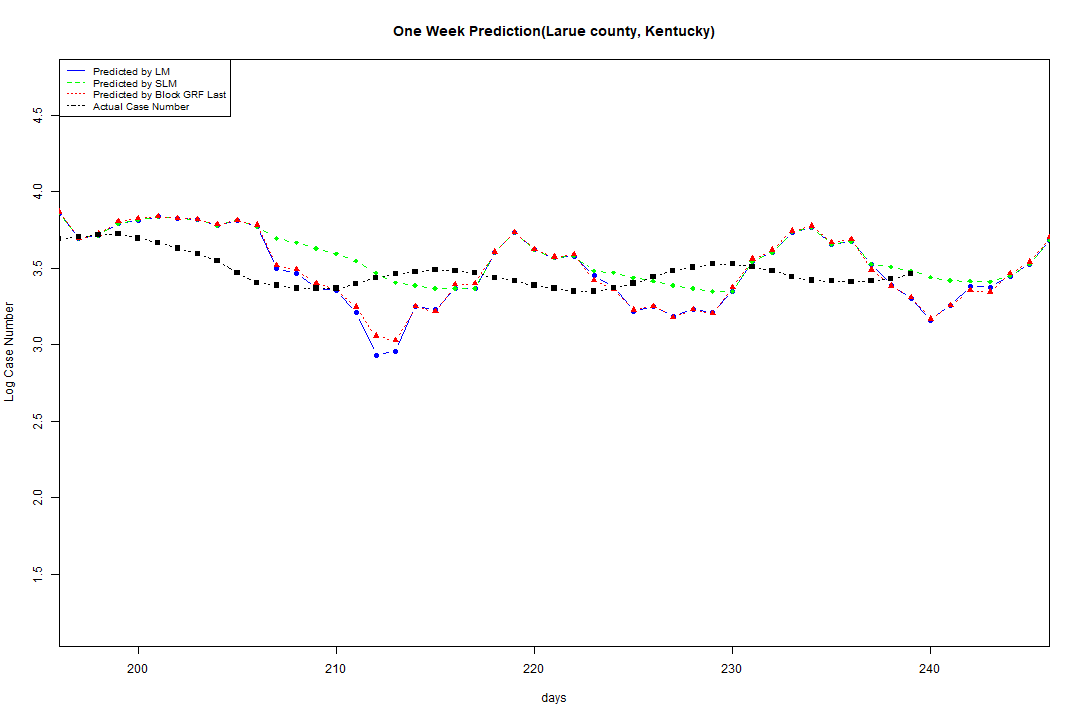 One Week Prediction(Larue county, Kentucky)
Predicted by LM
Predicted by SLM
Predicted by Block GRF Last
Actual Case Number
4.5
4.0
3.5
3.0
2.5
2.0
1.5
Log Case Number
200 210 220 230 240
days